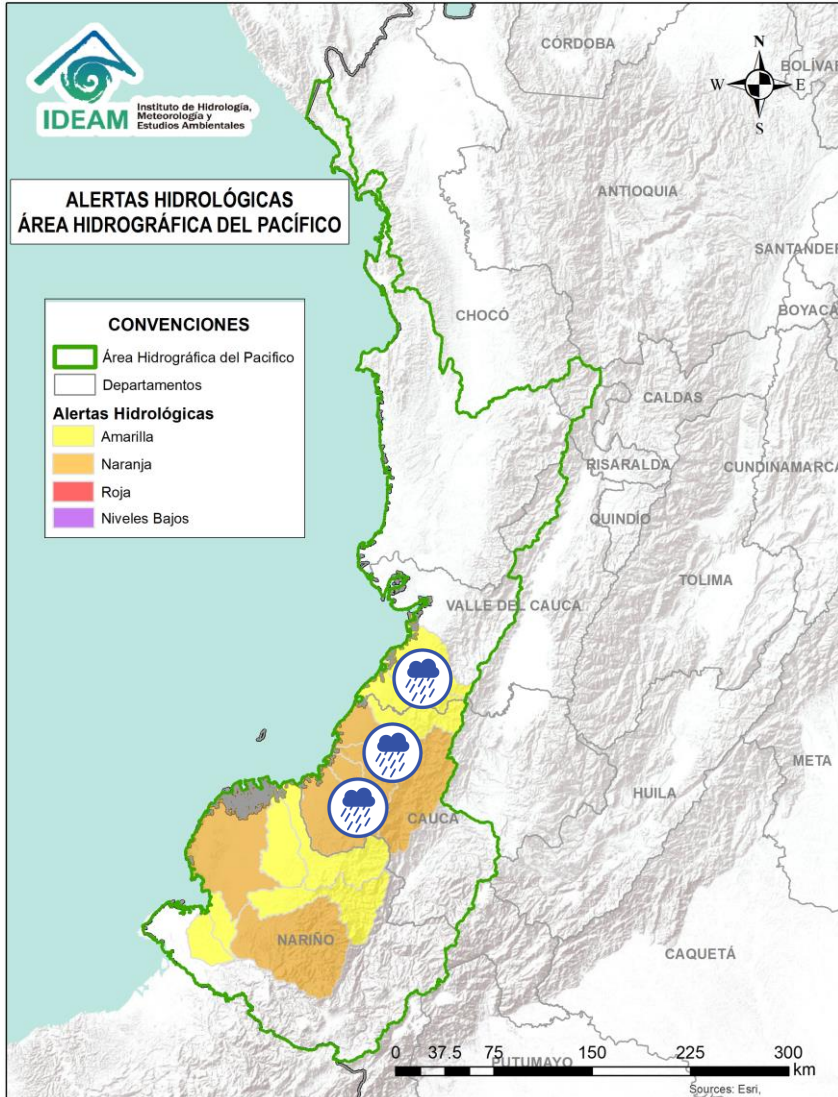 IDEAM
Instituto de Hidrología,
Meteorología y
Estudios Ambientales
ALERTAS HIDROLÓGICAS
ÁREA HIDROGRÁFICA DEL PACÍFICO
CONVENCIONES
Área Hidrográfica del Pacifico
Departamentos
Alertas Hidrológicas
Amarilla
Naranja
Roja
Niveles Bajos
N
W
E
S
CÓRDOBA
BOLÍVAR
ANTIOQUIA
SANTANDER
BOYACÁ
CHOCÓ
CALDAS
RISARALDA
CUNDINAMARCA
QUINDÍO
TOLIMA
VALLE DEL CAUCA
META
HUILA
CAUCA
NARIÑO
CAQUETÁ
PUTUMAYO
0 37.5 75 150 225 300
km
Sources: Esri,